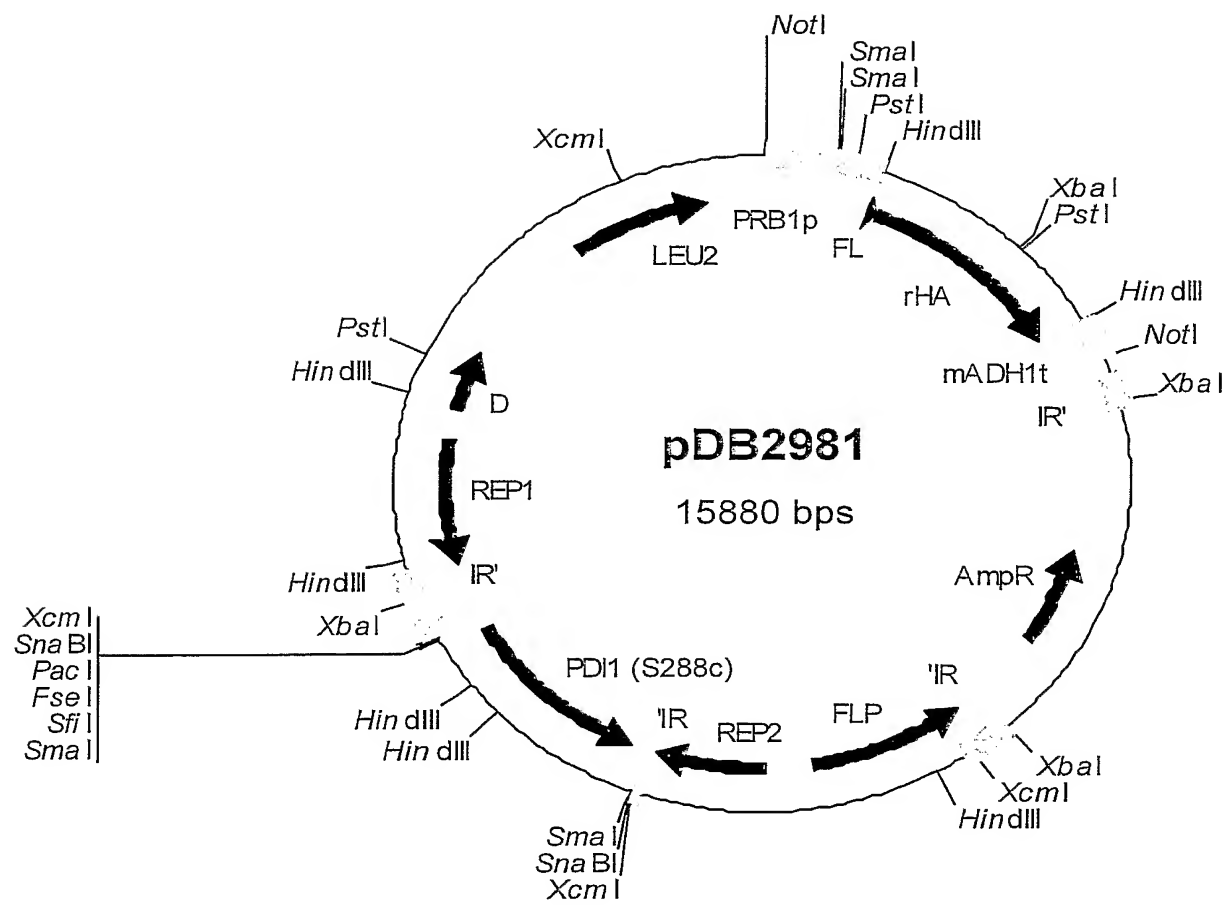 NotI
SmaI
SmaI
PstI
HindIII
XcmI
XbaI
PstI
LEU2
PRB1p
FL
rHA
HindIII
NotI
mADH1t
XbaI
IR'
PstI
HindIII
D
pDB2981
15880 bps
REP1
AmpR
HindIII
IR'
XbaI
XcmI
SnaBI
PacI
FseI
SfiI
SmaI
PDI1 (S288c)
'IR
REP2
FLP
'IR
HindIII
HindIII
XbaI
XcmI
HindIII
SmaI
SnaBI
XcmI